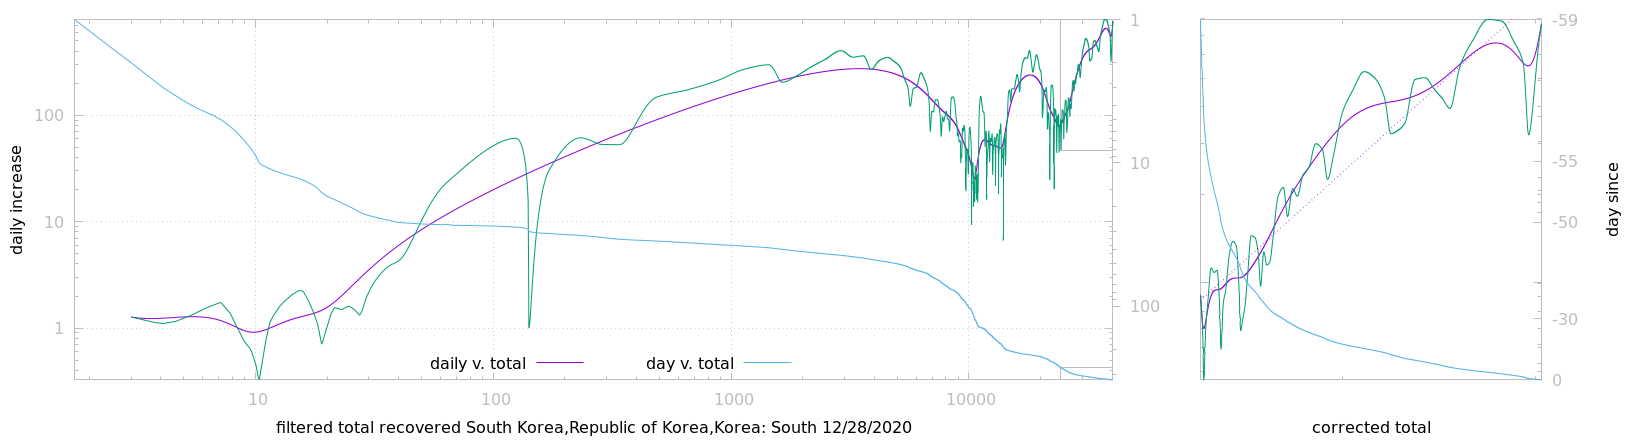 daily increase
100
10
1
10
100
1000
10000
1
10
100
daily v. total
day v. total
filtered total recovered South Korea,Republic of Korea,Korea: South 12/28/2020
-59
-55
-50
-30
0
day since
corrected total